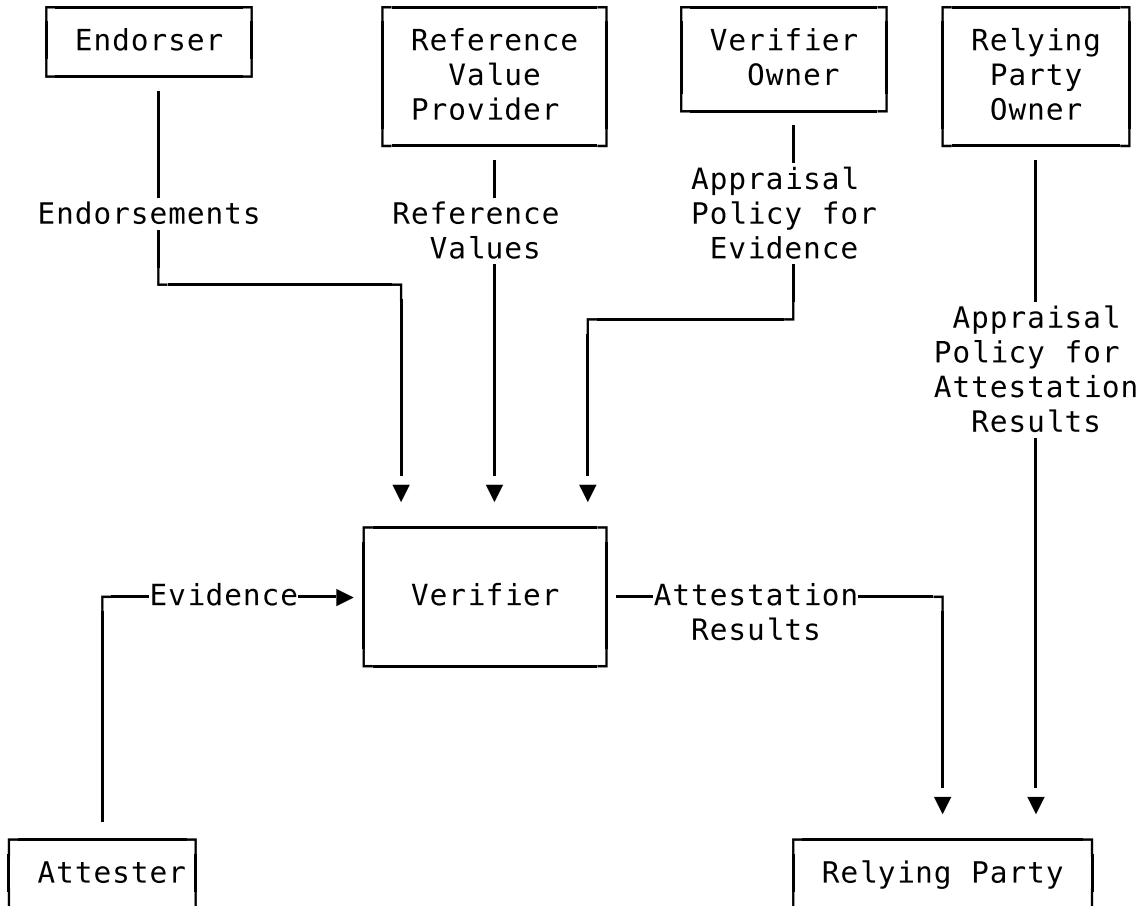 Endorser
Reference
Value
Provider
Verifier
Owner
Relying
Party
Owner
Endorsements
Reference
Values
Appraisal
Policy for
Evidence
Appraisal
Policy for
Attestation
Results
Evidence
Verifier
Attestation
Results
Attester
Relying Party